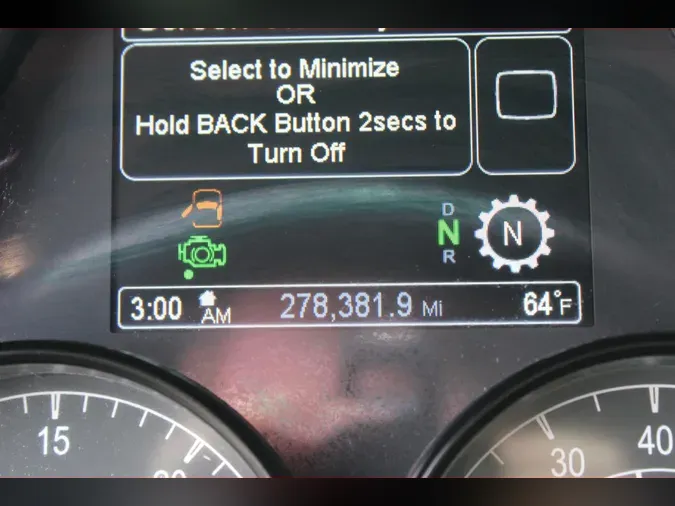 Select to Minimize
OR
Hold BACK Button 2secs to
Turn Off
D
N
R
N
3:00 AM 278,381.9 Mi 64°F
15
20
30
40